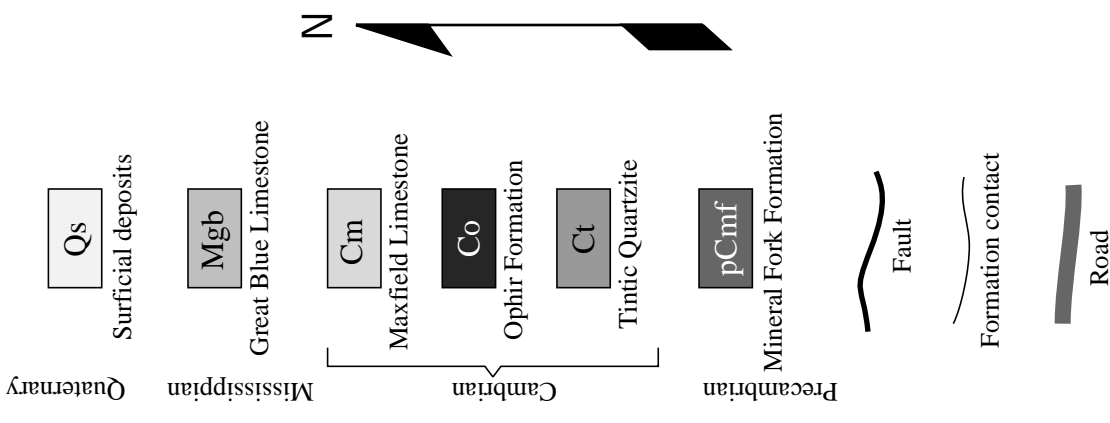 N
Quaternary
Qs
Surficial deposits
Mississippian
Mgb
Great Blue Limestone
Cambrian
Cm
Maxfield Limestone
Co
Ophir Formation
Ct
Tintic Quartzite
Precambrian
pCmf
Mineral Fork Formation
Fault
Formation contact
Road